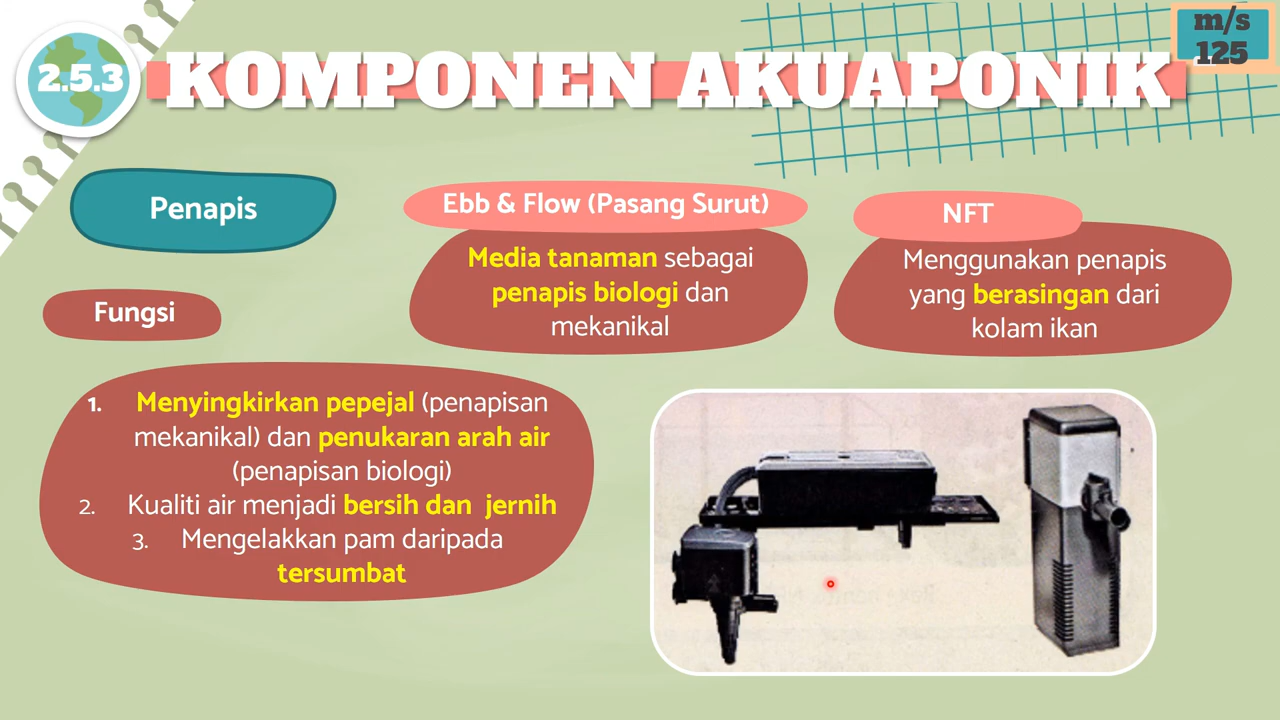 m/s
125
2.5.3
KOMPONEN AKUAPONIK
Penapis
Fungsi
1. Menyingkirkan pepejal (penapisan
mekanikal) dan penukaran arah air
(penapisan biologi)
2. Kualiti air menjadi bersih dan jernih
3. Mengelakkan pam daripada
tersumbat
Ebb & Flow (Pasang Surut)
Media tanaman sebagai
penapis biologi dan
mekanikal
NFT
Menggunakan penapis
yang berasingan dari
kolam ikan